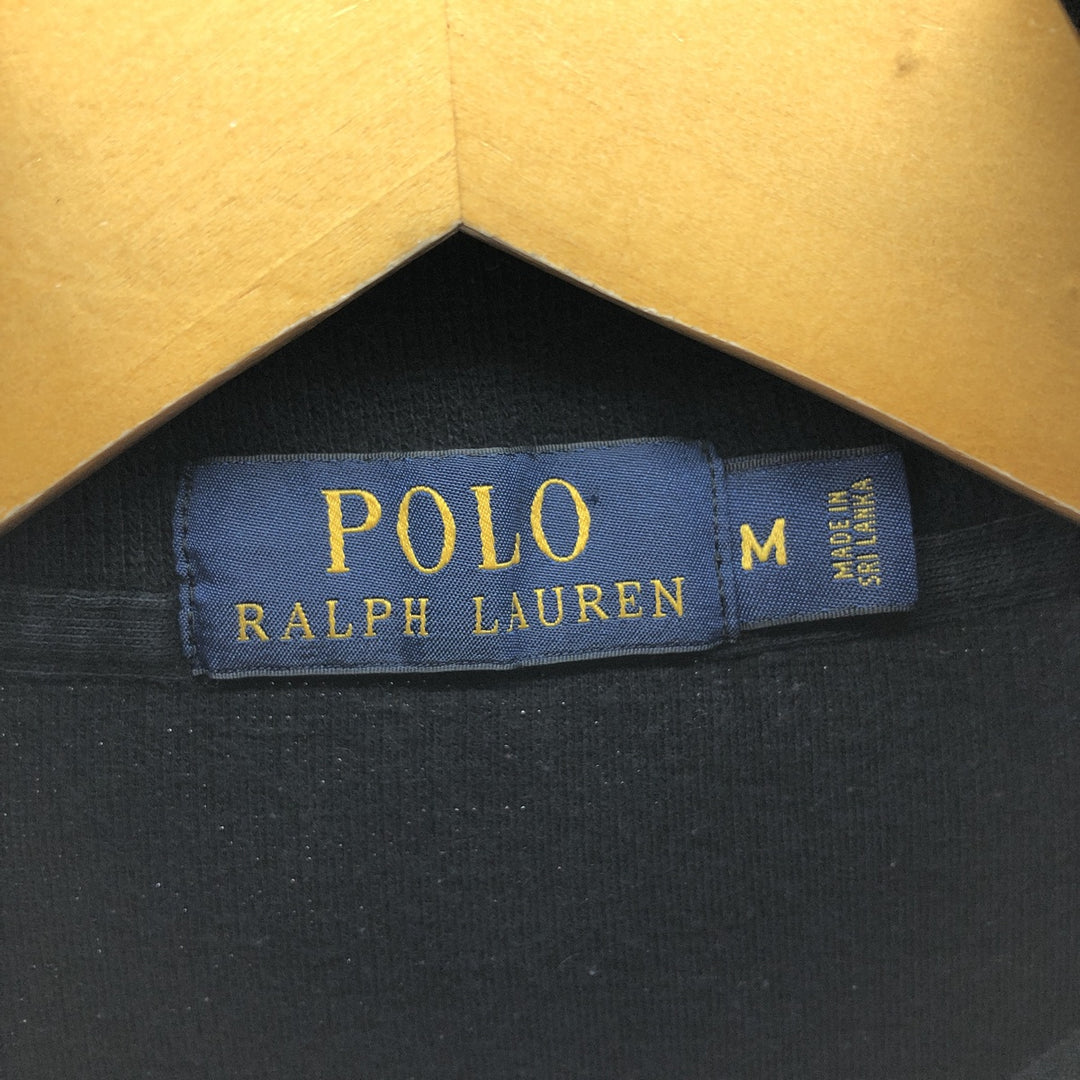 POLO
RALPH LAUREN
M
MADE IN
SRI LANKA